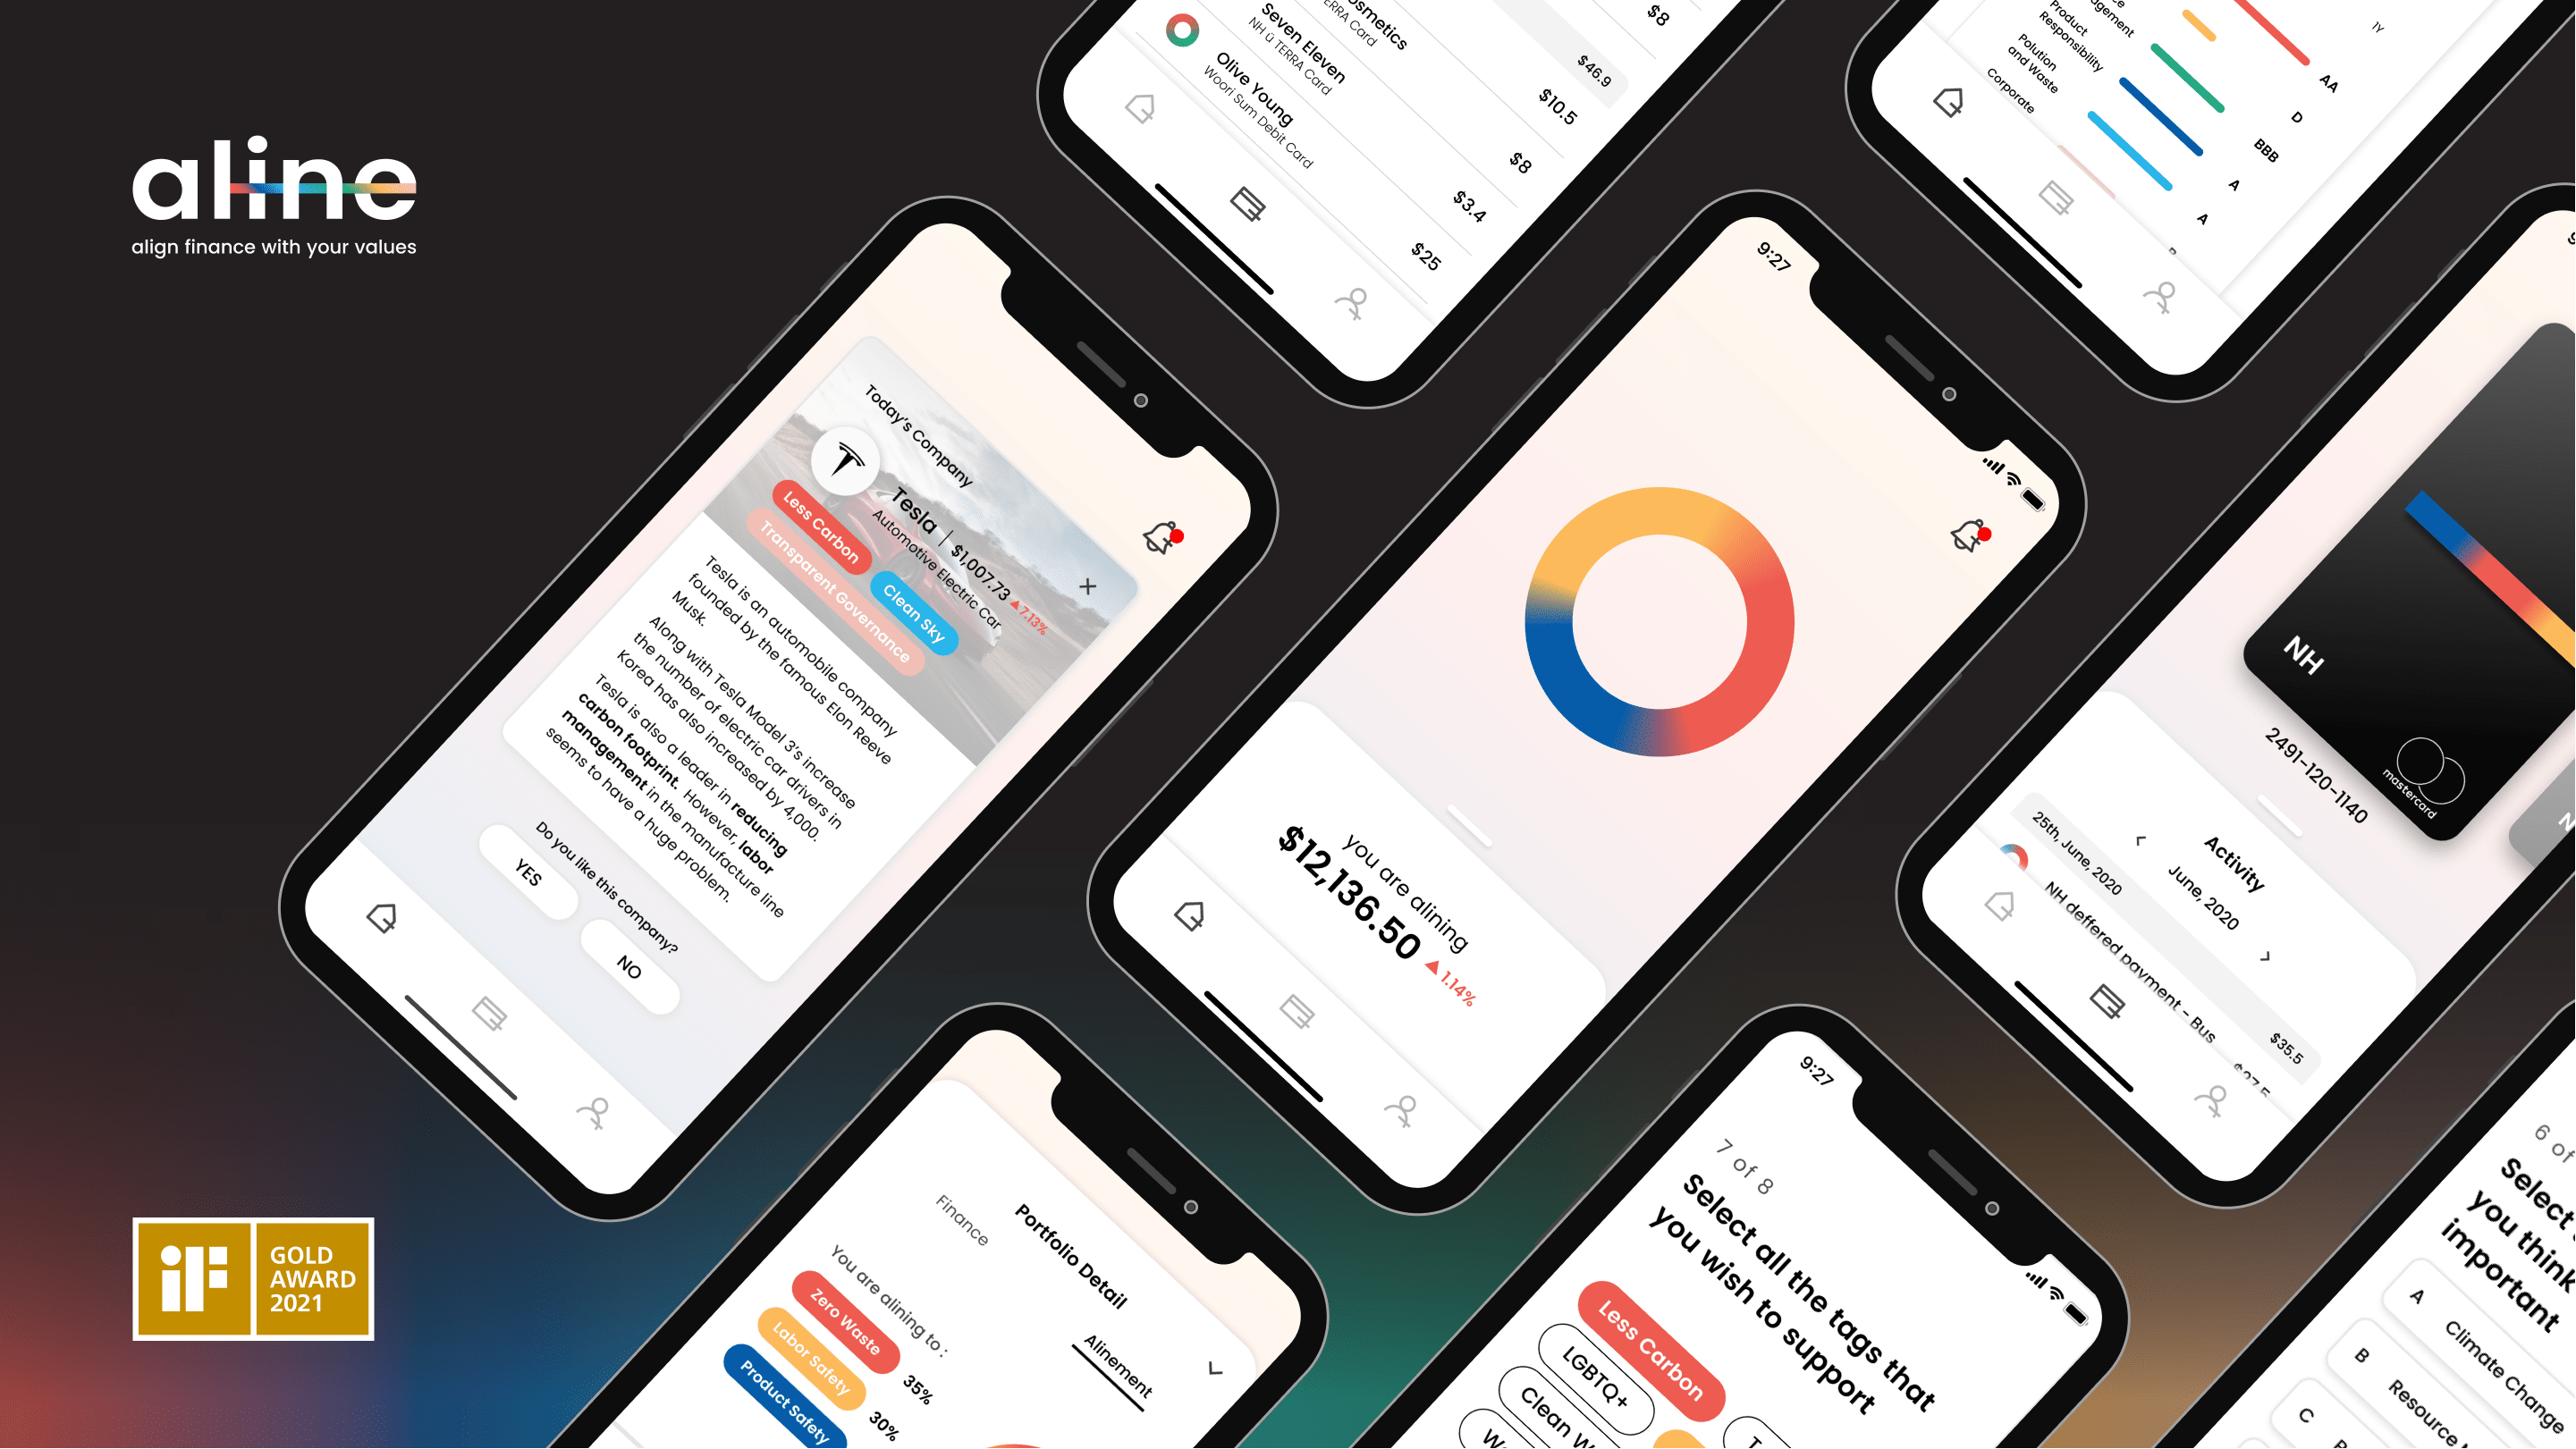 aline
align finance with your values
GOLD
AWARD
2021
Today's Company
Tesla | $1,007.73 ▲7.13%
Automotive Electric Car
Less Carbon
Clean Sky
Transparent Governance
Tesla is an automobile company
founded by the famous Elon Reeve
Musk.
Along with Tesla Model 3's increase
the number of electric car drivers in
Korea has also increased by 4,000.
Tesla is also a leader in reducing
carbon footprint. However, labor
management in the manufacture line
seems to have a huge problem.
Do you like this company?
YES
NO
$8
osmetics
ERRA Card
$46.9
Seven Eleven
NH ü TERRA Card
$10.5
Olive Young
Woori Sum Debit Card
$8
$3.4
$25
9:27
you are alining
$12,136.50 ▲1.14%
1Y
agement
AA
Product
Responsibility
D
Polution
and Waste
BBB
Corporate
A
A
NH
mastercard
2491-120-1140
Activity
< June, 2020 >
25th, June, 2020
$35.5
NH deffered payment - Bus
Portfolio Detail
Finance
Alinement
You are alining to :
Zero Waste 35%
Labor Safety 30%
Product Safety
9:27
7 of 8
Select all the tags that
you wish to support
Less Carbon
LGBTQ+
Clean W
6 of
Select
you think
important
A Climate Change
B Resource
C